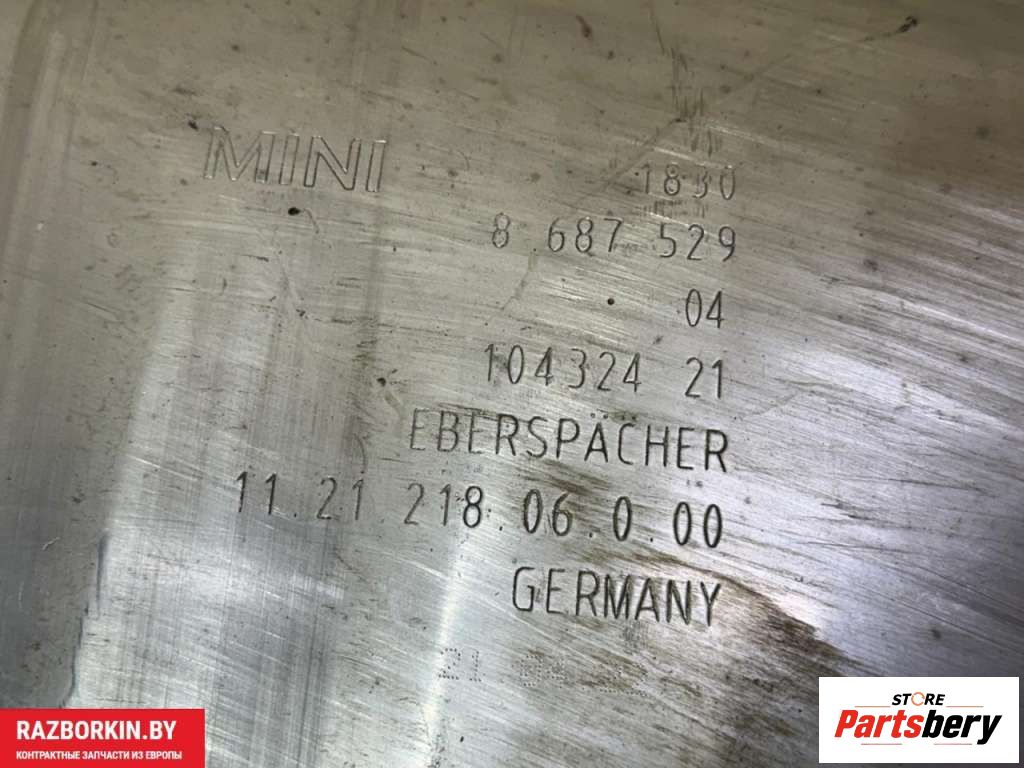 MINI
1830
8 687 529
04
104324 21
EBERSPÄCHER
11.21.218.06.0.00
GERMANY
21
RAZBORKIN.BY
КОНТРАКТНЫЕ ЗАПЧАСТИ ИЗ ЕВРОПЫ
STORE
Partsbery